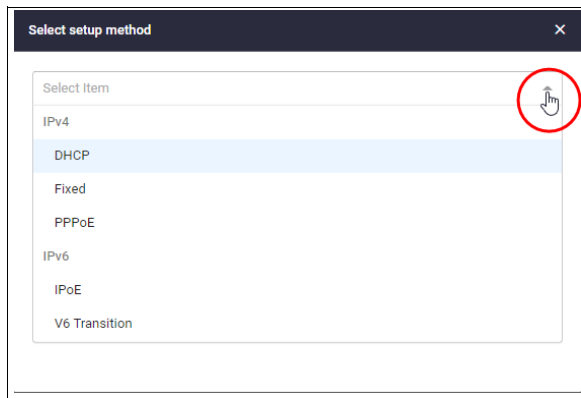 Select setup method ×
Select Item
IPv4
DHCP
Fixed
PPPoE
IPv6
IPoE
V6 Transition